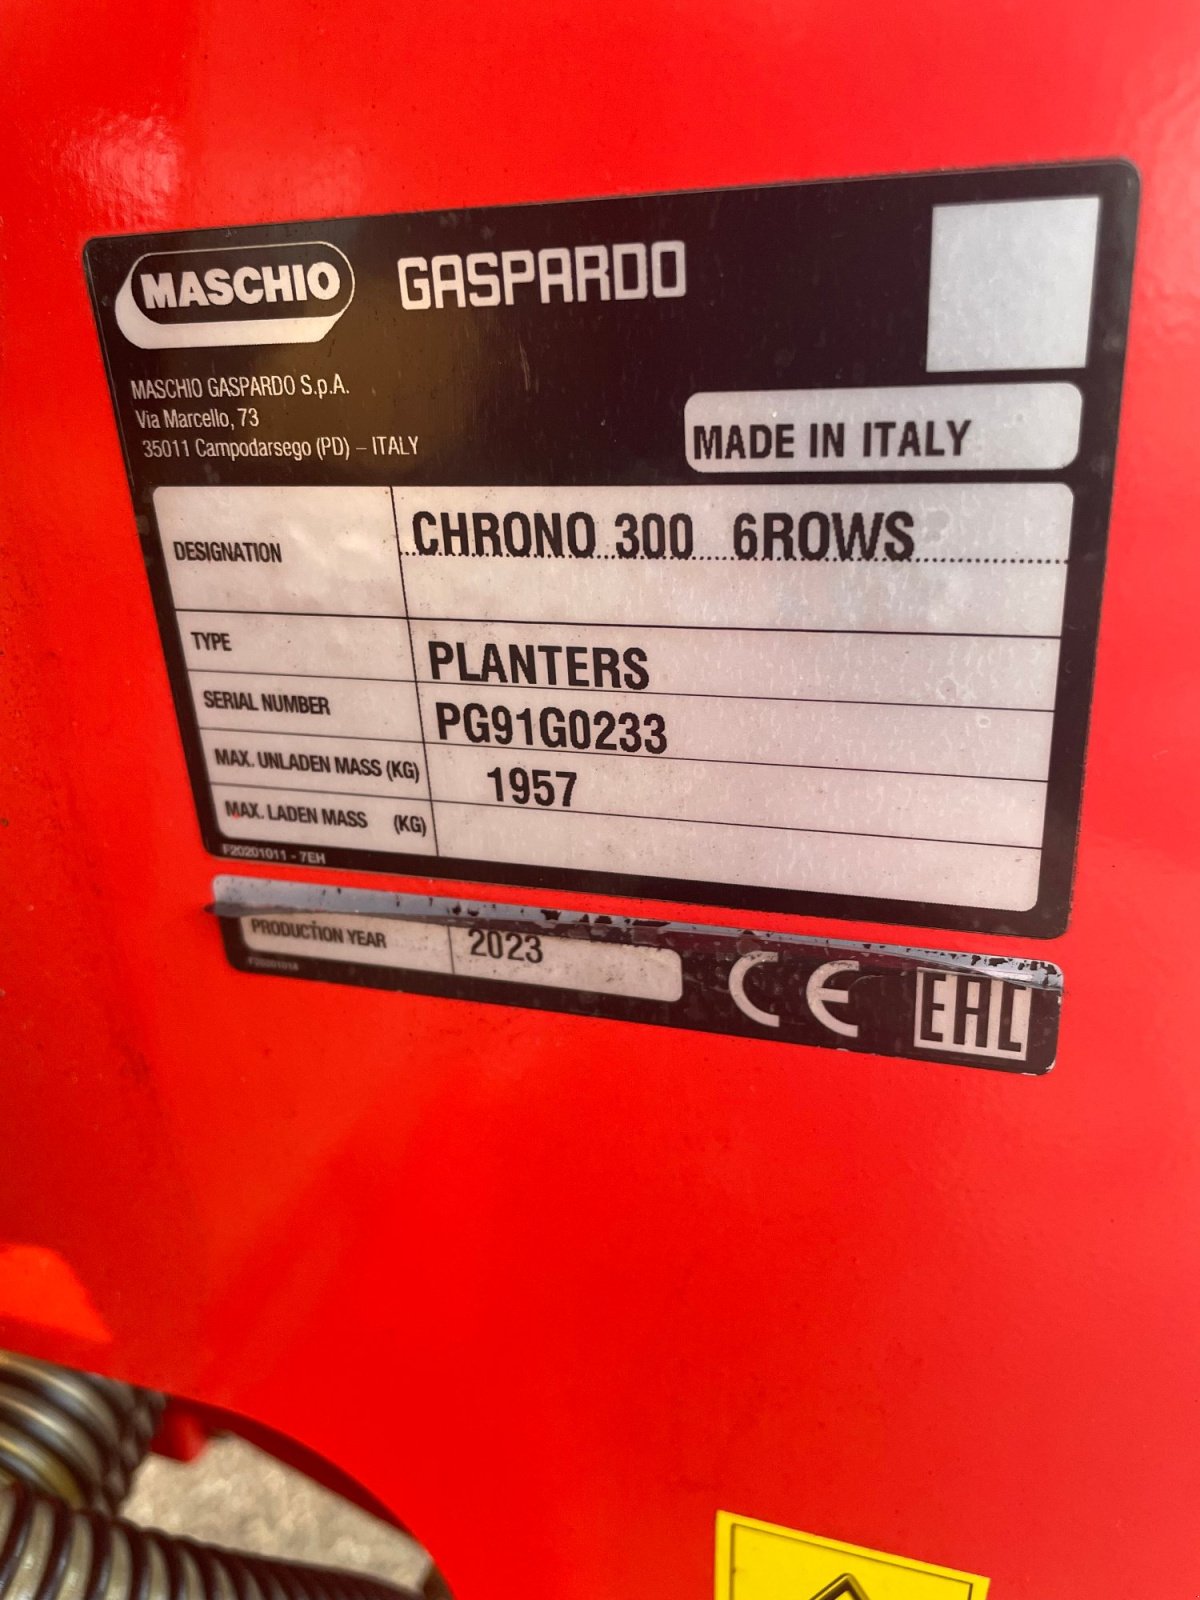 MASCHIO GASPARDO
MASCHIO GASPARDO S.p.A.
Via Marcello, 73
35011 Campodarsego (PD) – ITALY
MADE IN ITALY
DESIGNATION CHRONO 300 6ROWS
TYPE PLANTERS
SERIAL NUMBER PG91G0233
MAX. UNLADEN MASS (KG) 1957
MAX. LADEN MASS (KG)
F20201011 - 7EH
PRODUCTION YEAR 2023
F20201014
CE EAC